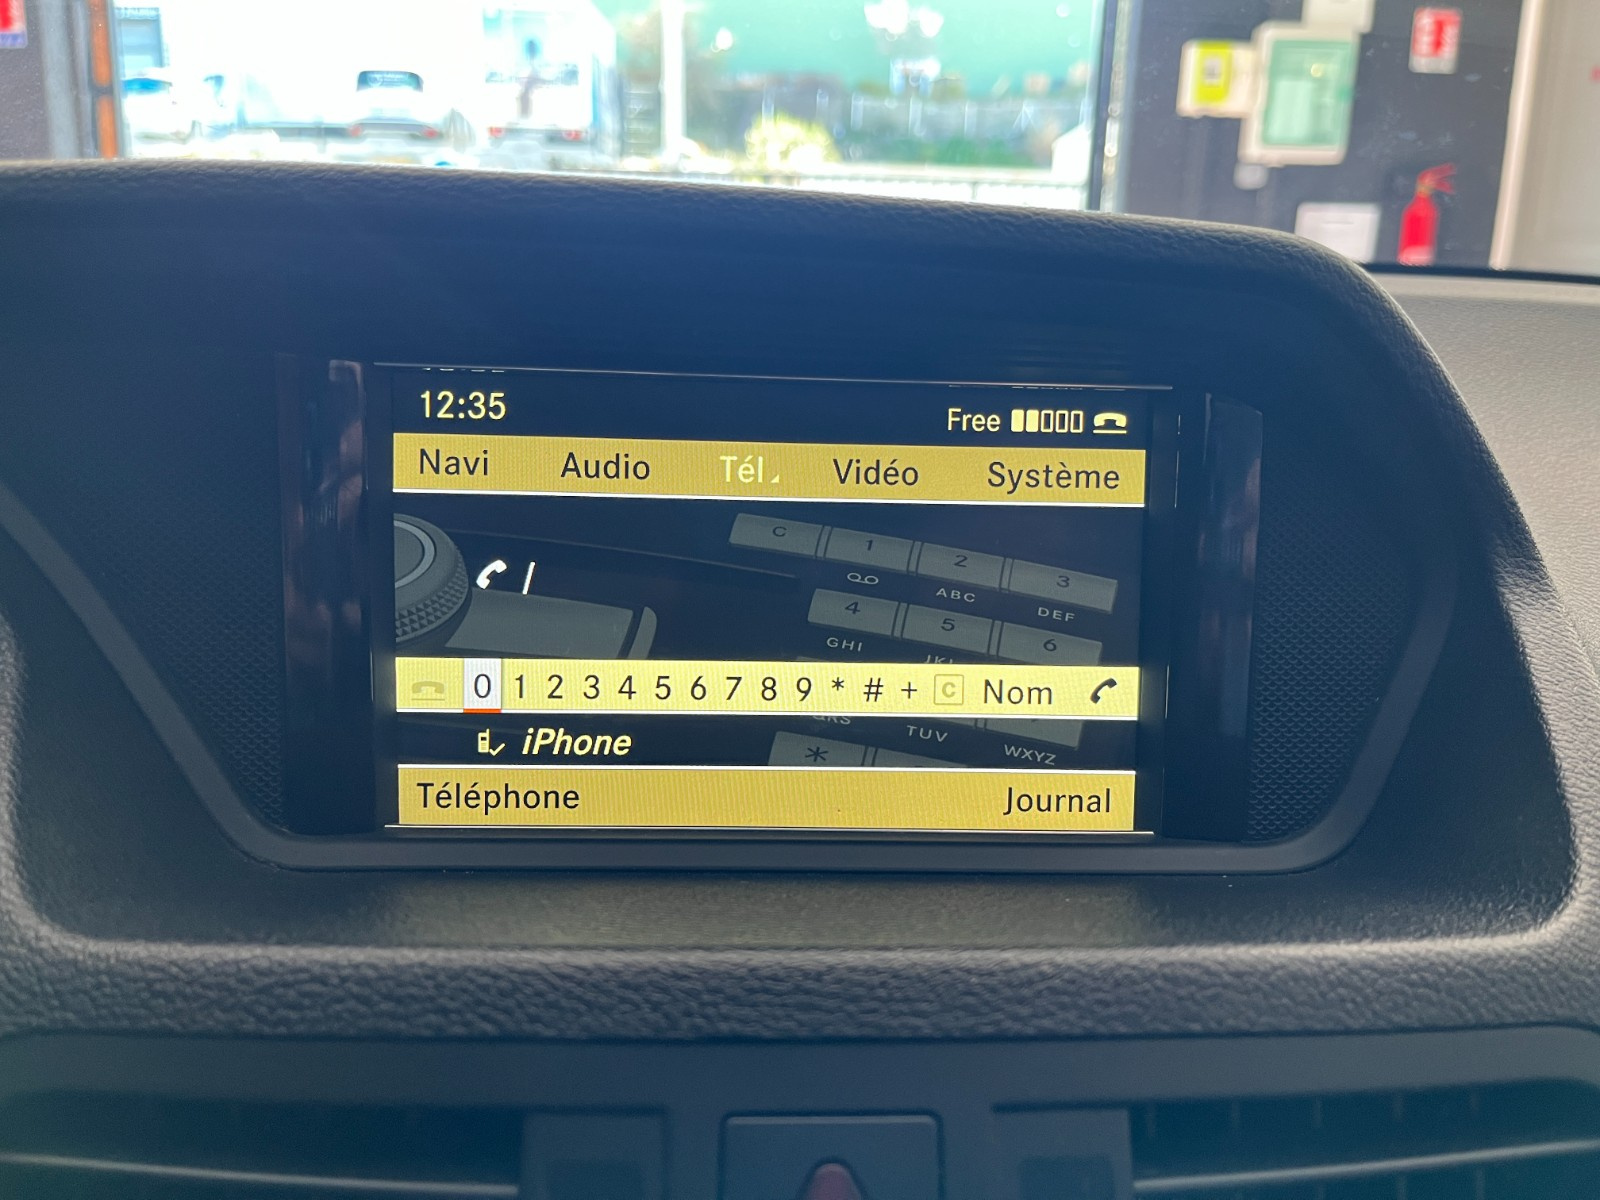 12:35
Free
Navi Audio Tél Vidéo Système
C 1 2 3
ABC DEF
4 5 6
GHI
0 1 2 3 4 5 6 7 8 9 * # + C Nom
TUV WXYZ
*
iPhone
Téléphone Journal